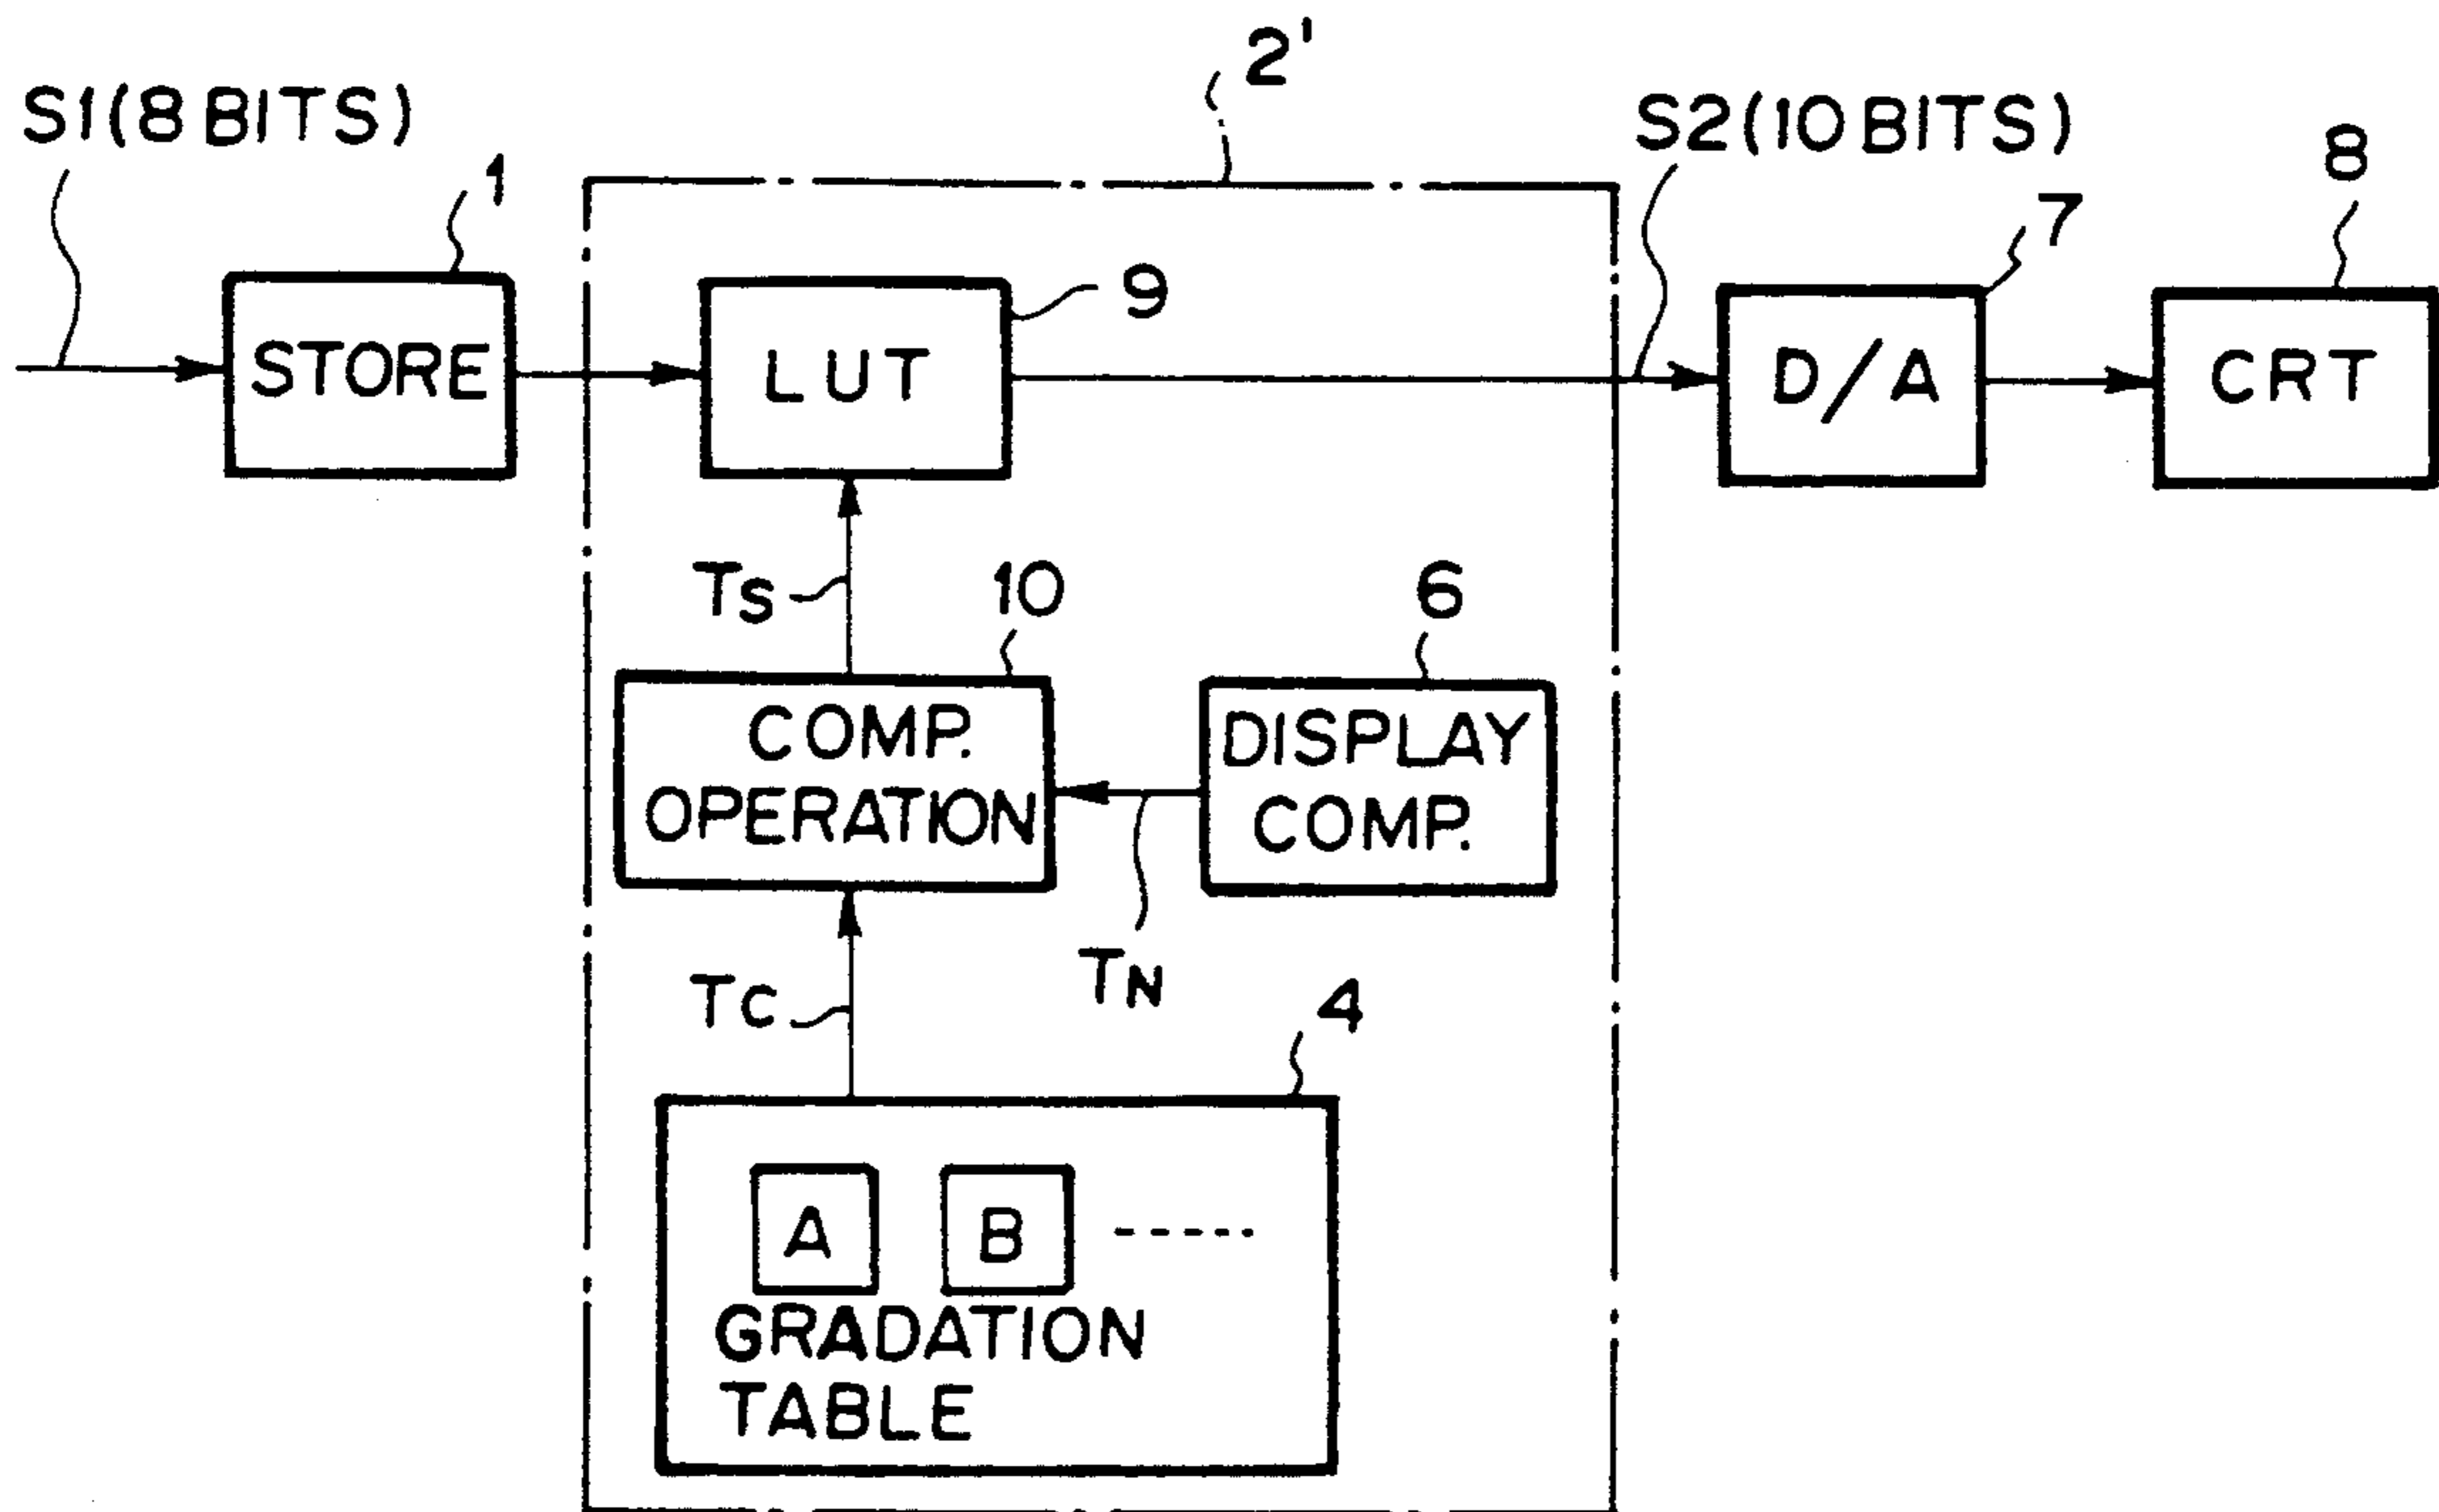 2'
S1(8 BITS)
S2(10 BITS)
1
7
8
9
STORE
LUT
D/A
CRT
TS
10
6
COMP.
OPERATION
DISPLAY
COMP.
TN
TC
4
A
B
GRADATION
TABLE